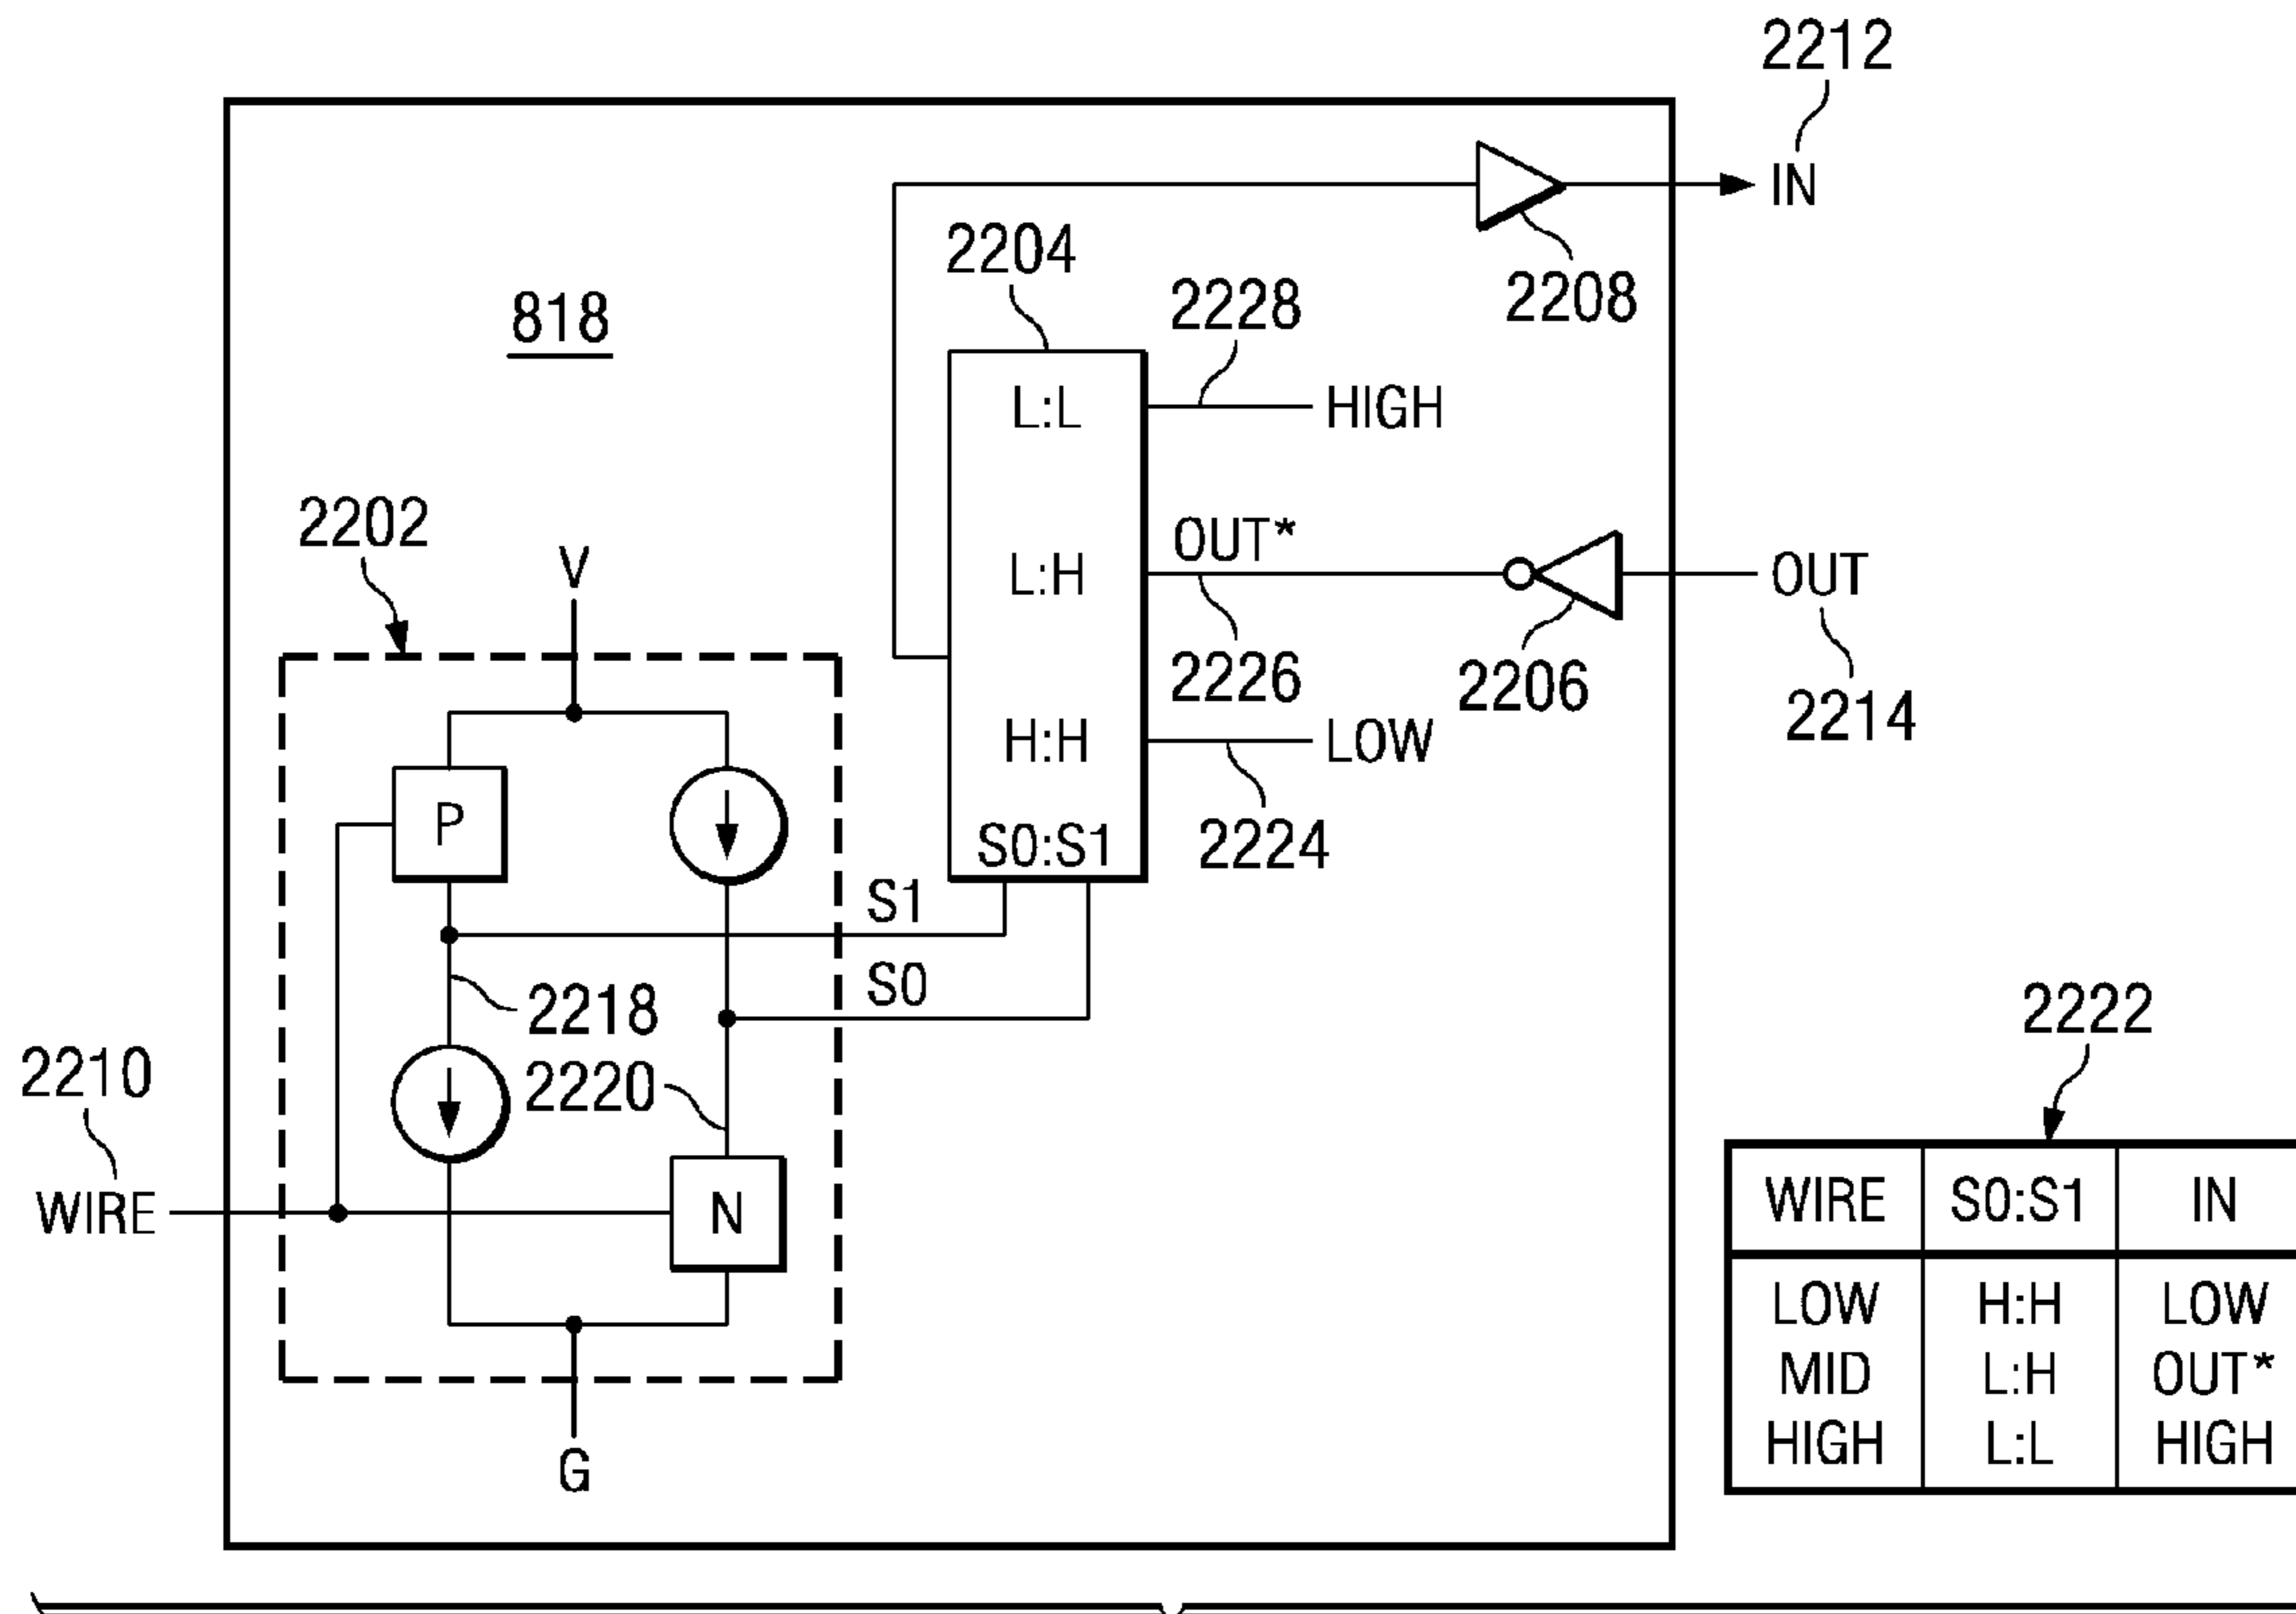 2212
IN
2204
2228
2208
818
L:L
HIGH
2202
V
OUT*
L:H
OUT
2226
2206
2214
H:H
LOW
P
S0:S1
2224
S1
S0
2218
2222
2210
2220
WIRE
N
G
WIRE S0:S1 IN
LOW H:H LOW
MID L:H OUT*
HIGH L:L HIGH